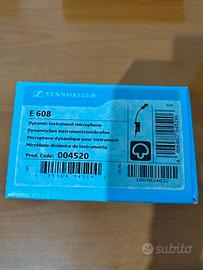 SENNHEISER
E 608
Dynamic instrument microphone
Dynamisches Instrumentenmikrofon
Microphone dynamique pour instrument
Micrófono dinámico de instrumento
Prod. Code: 004520
1009024032
subito